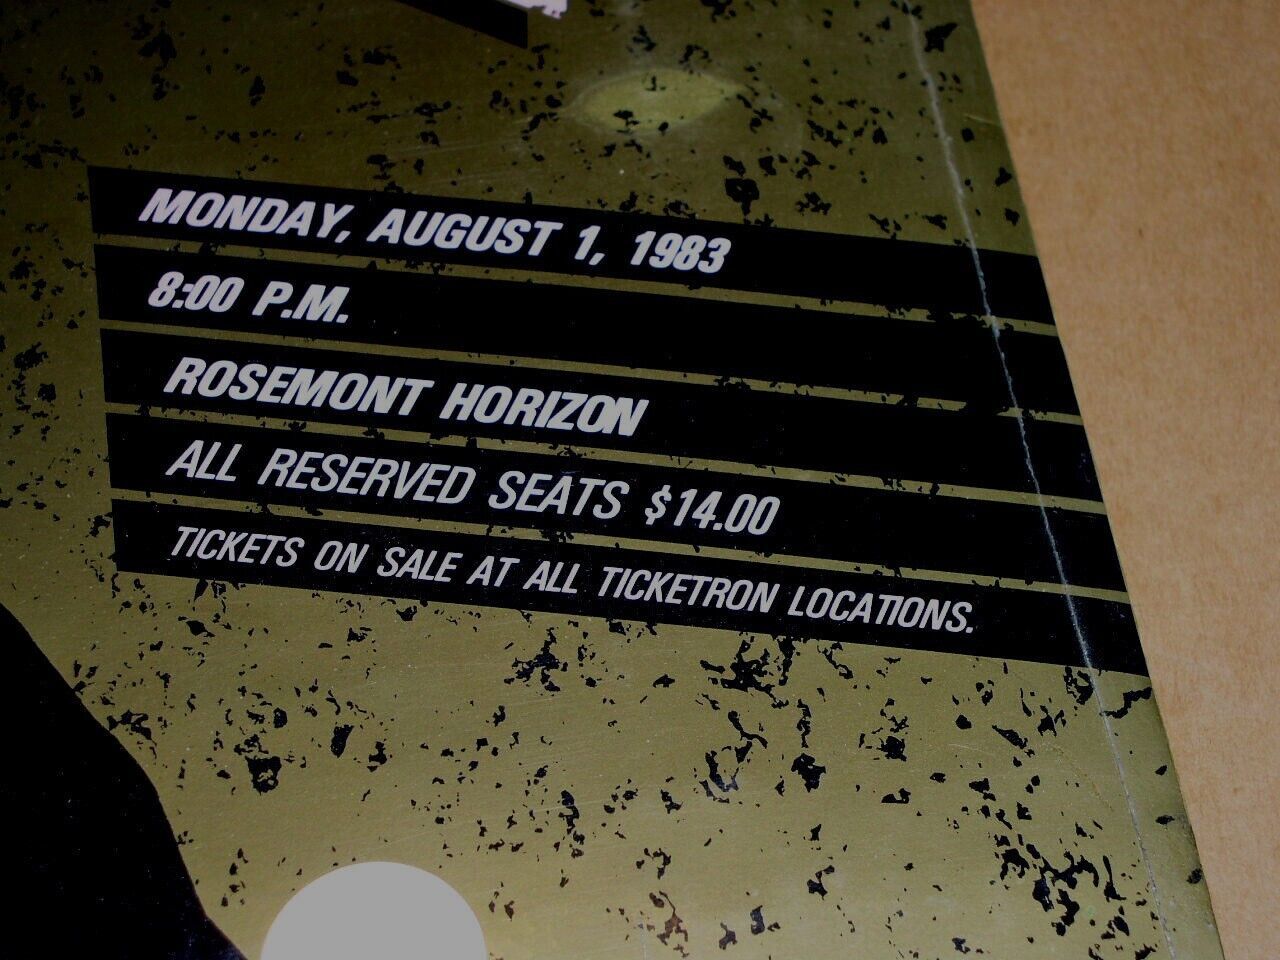 MONDAY, AUGUST 1, 1983
8:00 P.M.
ROSEMONT HORIZON
ALL RESERVED SEATS $14.00
TICKETS ON SALE AT ALL TICKETRON LOCATIONS.